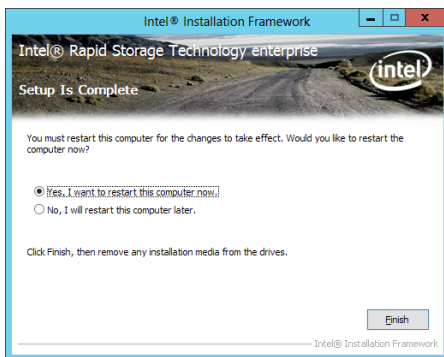 Intel® Installation Framework
Intel® Rapid Storage Technology enterprise
intel
Setup Is Complete
You must restart this computer for the changes to take effect. Would you like to restart the
computer now?
Yes, I want to restart this computer now.
No, I will restart this computer later.
Click Finish, then remove any installation media from the drives.
Finish
Intel® Installation Framework